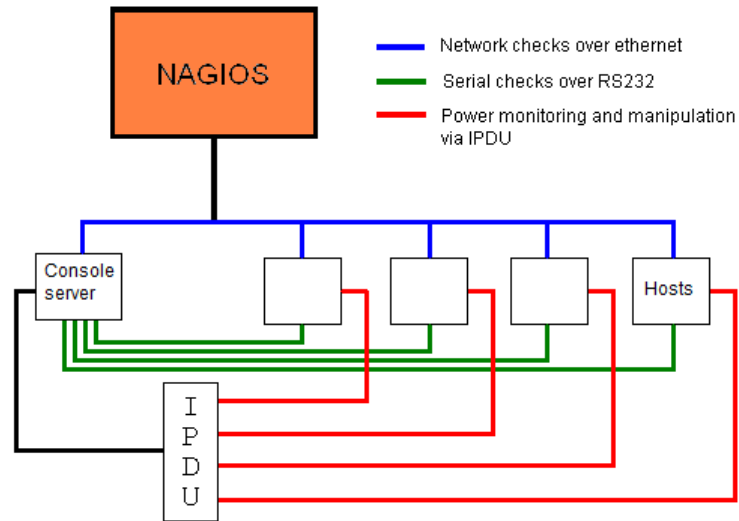 NAGIOS
Network checks over ethernet
Serial checks over RS232
Power monitoring and manipulation
via IPDU
Console
server
Hosts
I
P
D
U